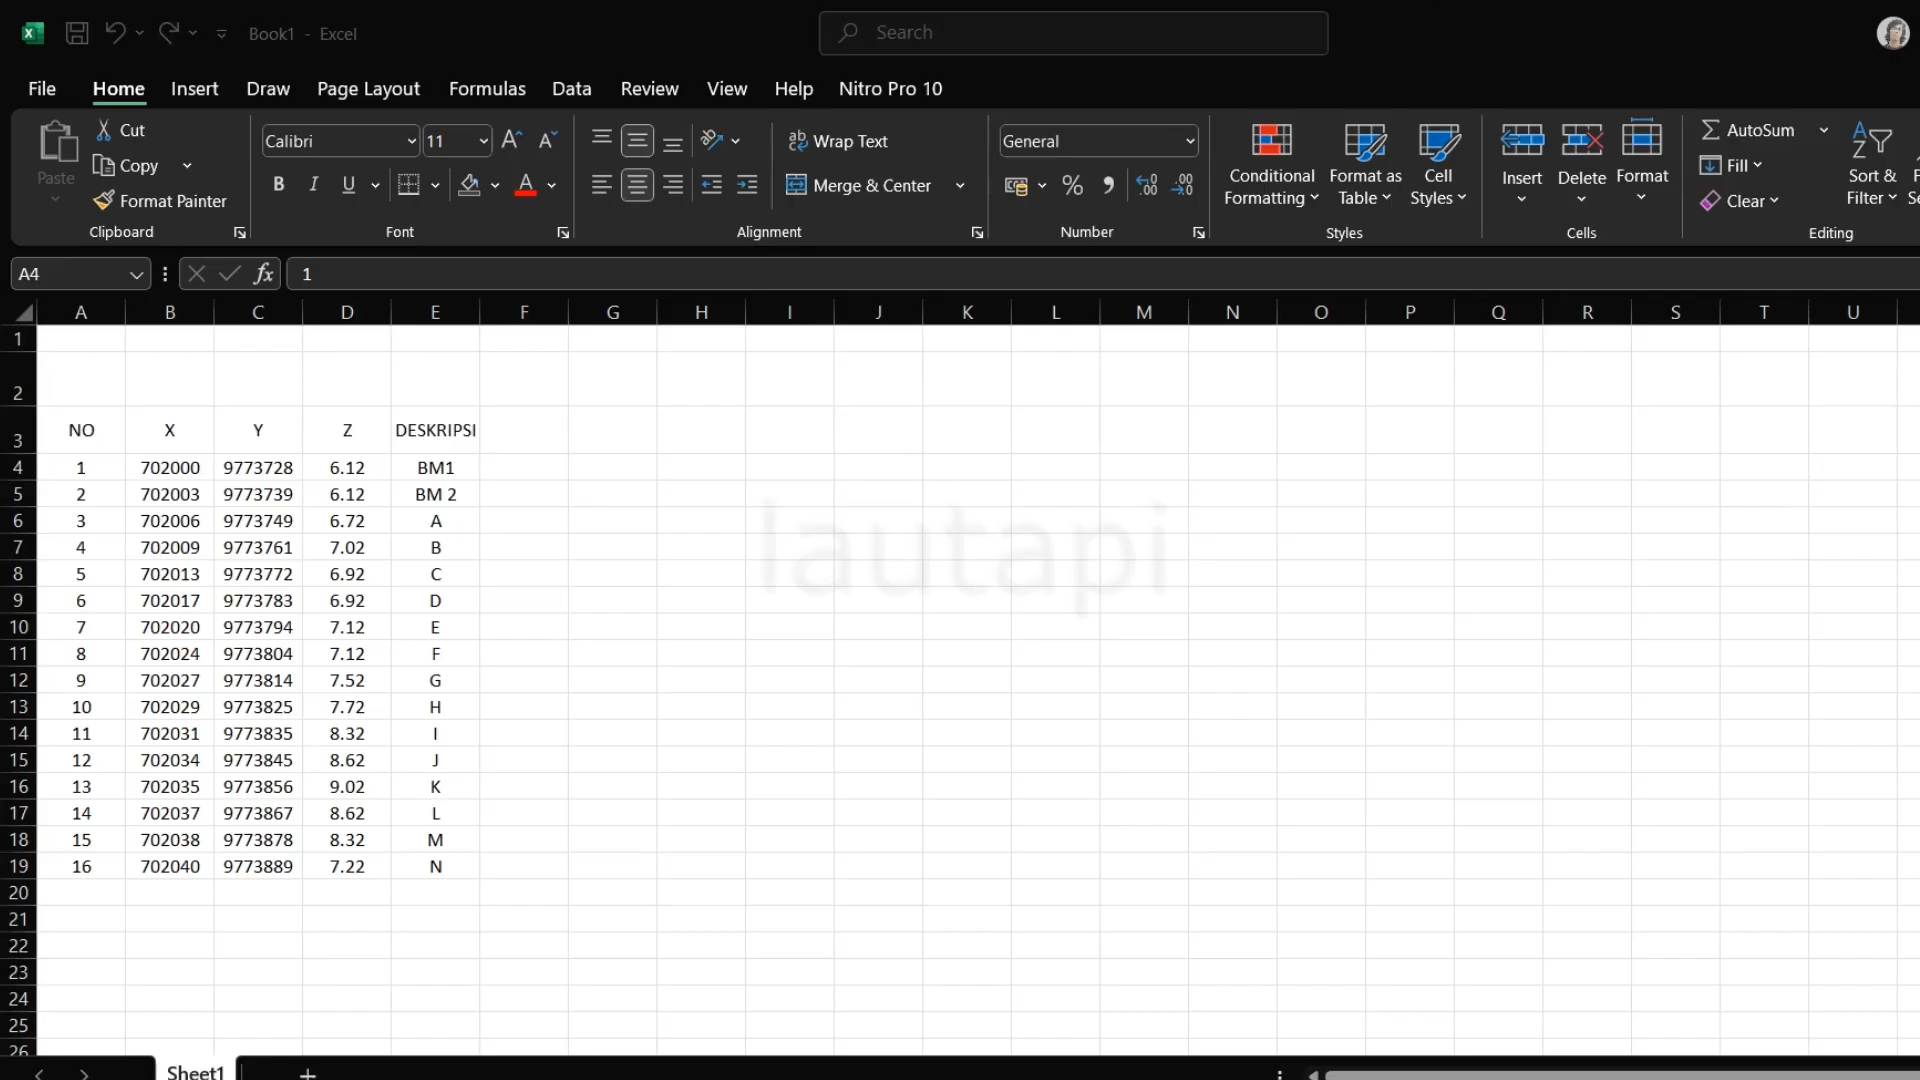 Book1 - Excel
Search
File Home Insert Draw Page Layout Formulas Data Review View Help Nitro Pro 10
Paste
Cut
Copy
Format Painter
Clipboard
Calibri 11
B I U
Font
Wrap Text
Merge & Center
Alignment
General
Number
Conditional Formatting
Format as Table
Cell Styles
Styles
Insert Delete Format
Cells
AutoSum
Fill
Clear
Sort & Filter
Editing
A4 fx 1
A B C D E F G H I J K L M N O P Q R S T U
1
2
3 NO X Y Z DESKRIPSI
4 1 702000 9773728 6.12 BM1
5 2 702003 9773739 6.12 BM 2
6 3 702006 9773749 6.72 A
7 4 702009 9773761 7.02 B
8 5 702013 9773772 6.92 C
9 6 702017 9773783 6.92 D
10 7 702020 9773794 7.12 E
11 8 702024 9773804 7.12 F
12 9 702027 9773814 7.52 G
13 10 702029 9773825 7.72 H
14 11 702031 9773835 8.32 I
15 12 702034 9773845 8.62 J
16 13 702035 9773856 9.02 K
17 14 702037 9773867 8.62 L
18 15 702038 9773878 8.32 M
19 16 702040 9773889 7.22 N
20
21
22
23
24
25
26
lautapi
Sheet1